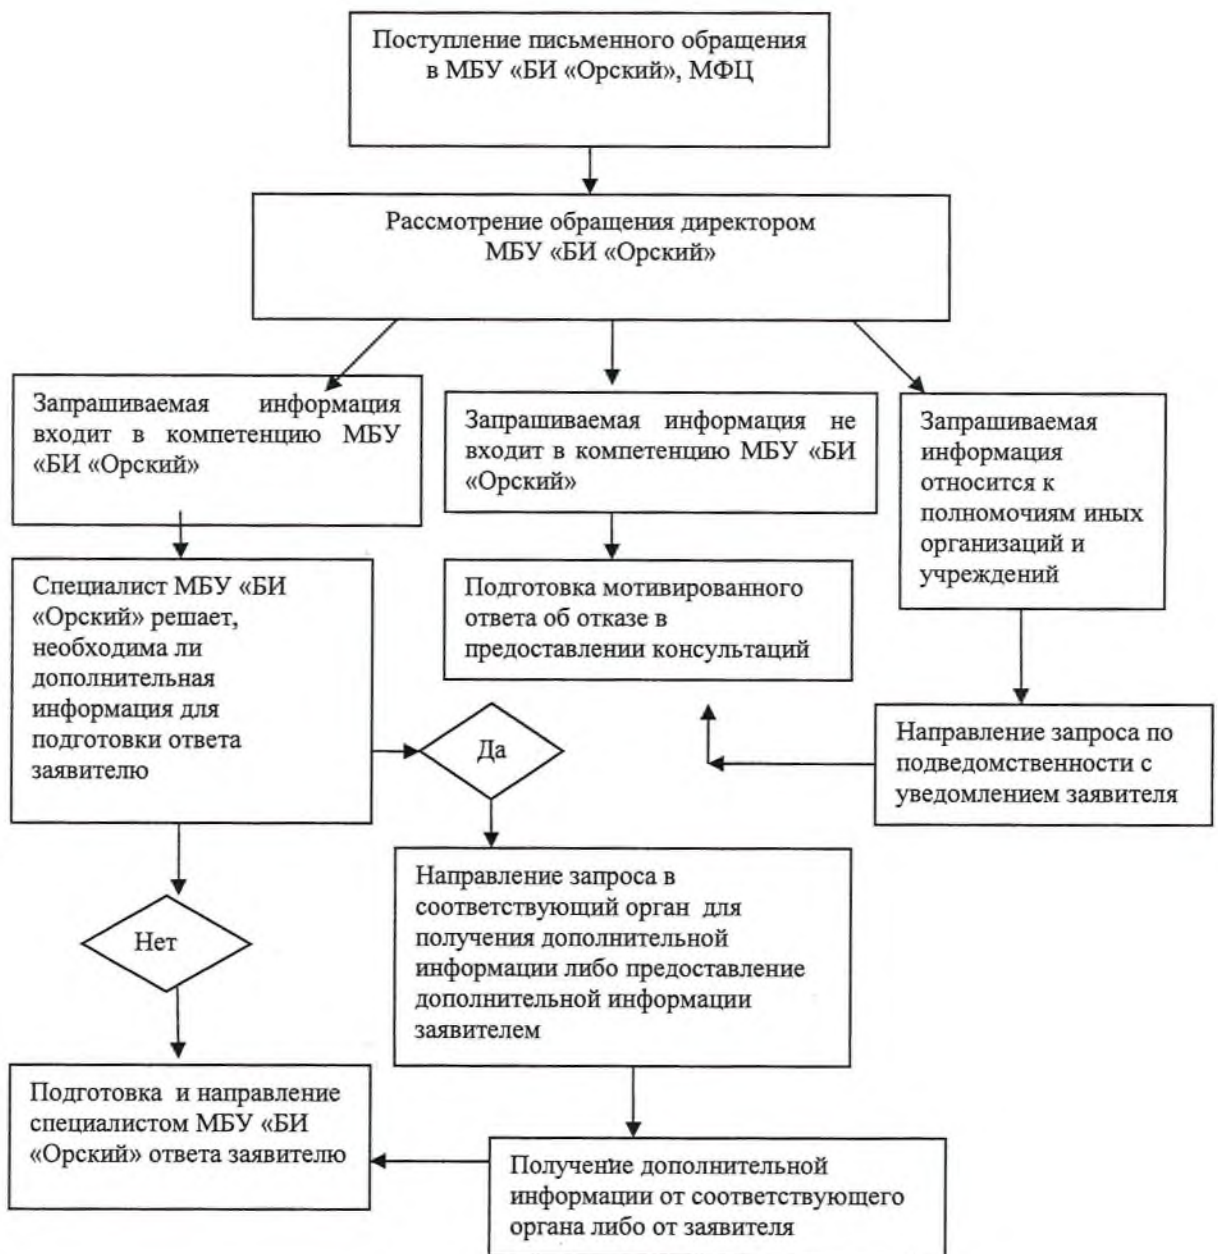 Поступление письменного обращения
в МБУ «БИ «Орский», МФЦ
Рассмотрение обращения директором
МБУ «БИ «Орский»
Запрашиваемая информация
входит в компетенцию МБУ
«БИ «Орский»
Запрашиваемая информация не
входит в компетенцию МБУ «БИ
«Орский»
Запрашиваемая
информация
относится к
полномочиям иных
организаций и
учреждений
Специалист МБУ «БИ
«Орский» решает,
необходима ли
дополнительная
информация для
подготовки ответа
заявителю
Подготовка мотивированного
ответа об отказе в
предоставлении консультаций
Да
Направление запроса по
подведомственности с
уведомлением заявителя
Направление запроса в
соответствующий орган для
получения дополнительной
информации либо предоставление
дополнительной информации
заявителем
Нет
Подготовка и направление
специалистом МБУ «БИ
«Орский» ответа заявителю
Получение дополнительной
информации от соответствующего
органа либо от заявителя